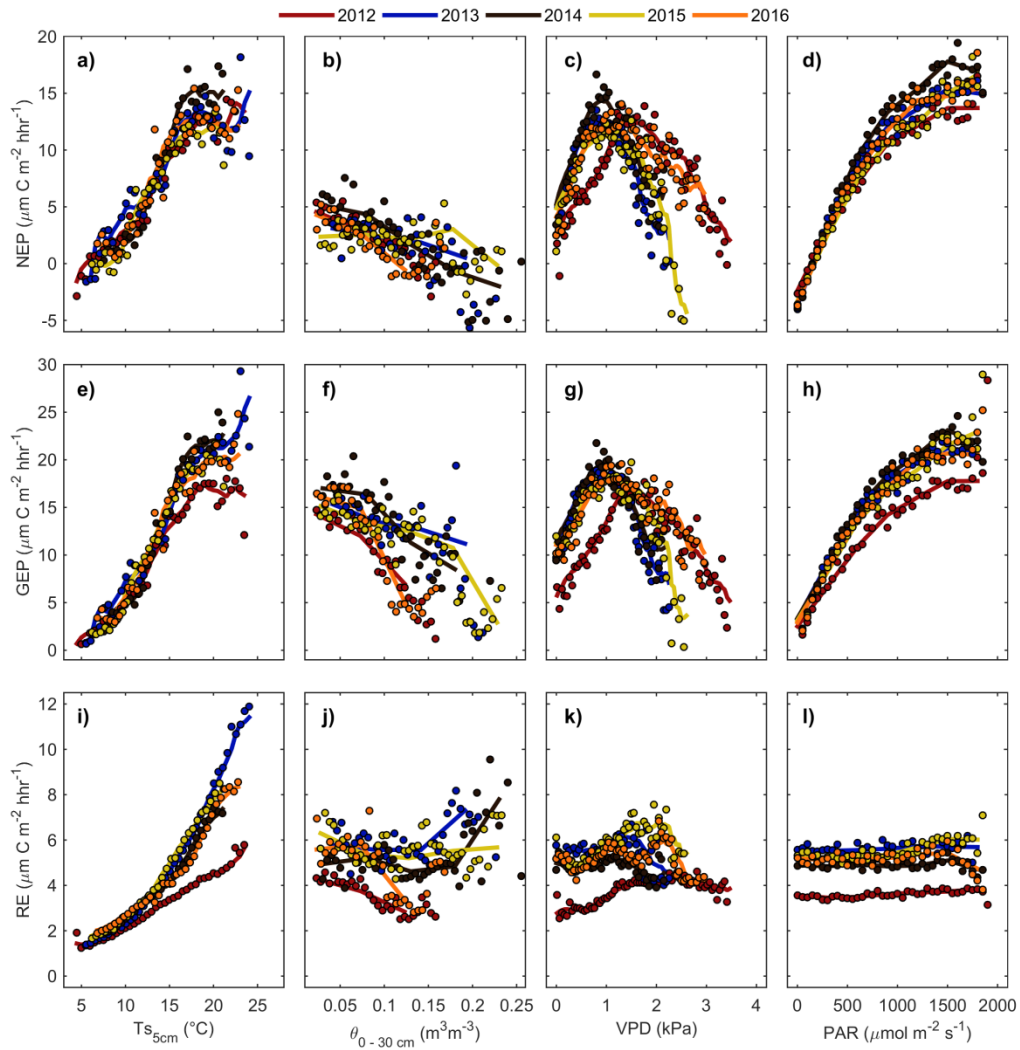 2012 2013 2014 2015 2016
a) b) c) d)
20
15
10
5
0
-5
NEP (μm C m-2 hhr-1)
e) f) g) h)
30
25
20
15
10
5
0
GEP (μm C m-2 hhr-1)
i) j) k) l)
12
10
8
6
4
2
0
RE (μm C m-2 hhr-1)
5 10 15 20 25 0.05 0.1 0.15 0.2 0.25 0 1 2 3 4 0 500 1000 1500 2000
Ts5cm (°C) θ0 - 30 cm (m3m-3) VPD (kPa) PAR (μmol m-2 s-1)